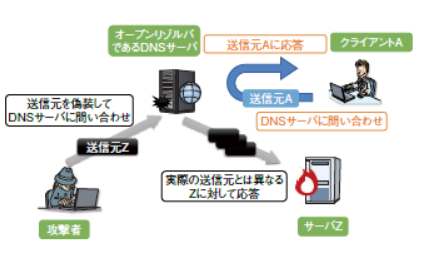 オープンリゾルバ
であるDNSサーバ
送信元Aに応答
クライアントA
送信元A
DNSサーバに問い合わせ
送信元を偽装して
DNSサーバに問い合わせ
送信元Z
実際の送信元とは異なる
Zに対して応答
攻撃者
サーバZ